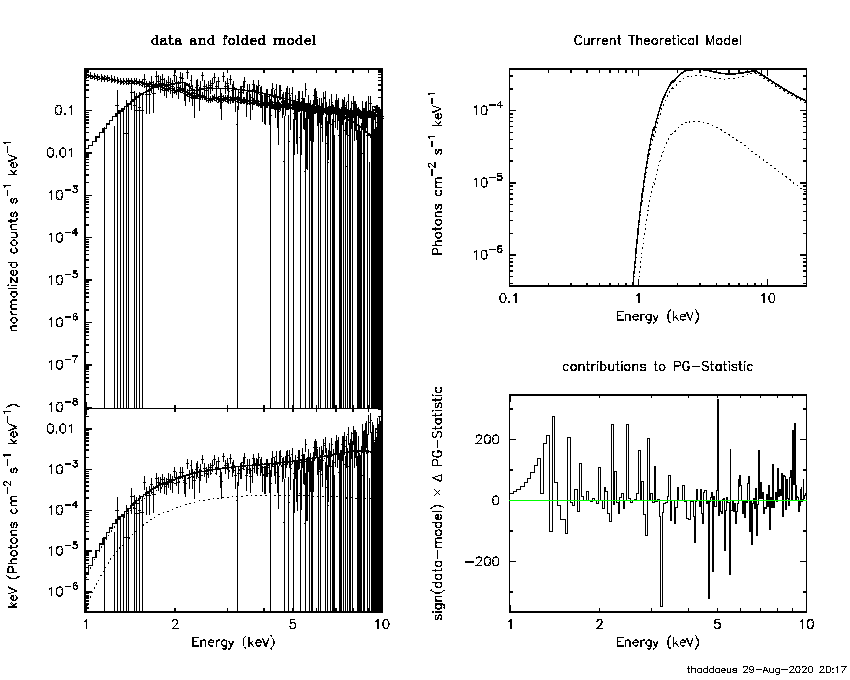 data and folded model
normalized counts s⁻¹ keV⁻¹
0.1
0.01
10⁻³
10⁻⁴
10⁻⁵
10⁻⁶
10⁻⁷
10⁻⁸
keV (Photons cm⁻² s⁻¹ keV⁻¹)
0.01
10⁻³
10⁻⁴
10⁻⁵
10⁻⁶
1 2 5 10
Energy (keV)
Current Theoretical Model
Photons cm⁻² s⁻¹ keV⁻¹
10⁻⁴
10⁻⁵
10⁻⁶
0.1 1 10
Energy (keV)
contributions to PG-Statistic
sign(data-model) × Δ PG-Statistic
200
0
-200
1 2 5 10
Energy (keV)
thaddaeus 29-Aug-2020 20:17